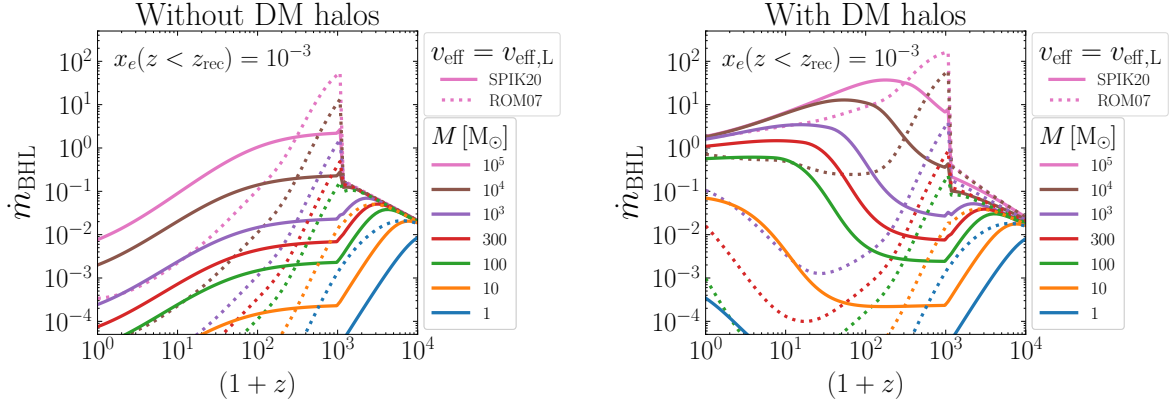 Without DM halos
x_e(z < z_rec) = 10^−3
v_eff = v_eff,L
SPIK20
ROM07
M [M_⊙]
10^5
10^4
10^3
300
100
10
1
ṁ_BHL
10^2
10^1
10^0
10^−1
10^−2
10^−3
10^−4
10^0 10^1 10^2 10^3 10^4
(1 + z)
With DM halos
x_e(z < z_rec) = 10^−3
v_eff = v_eff,L
SPIK20
ROM07
M [M_⊙]
10^5
10^4
10^3
300
100
10
1
ṁ_BHL
10^2
10^1
10^0
10^−1
10^−2
10^−3
10^−4
10^0 10^1 10^2 10^3 10^4
(1 + z)